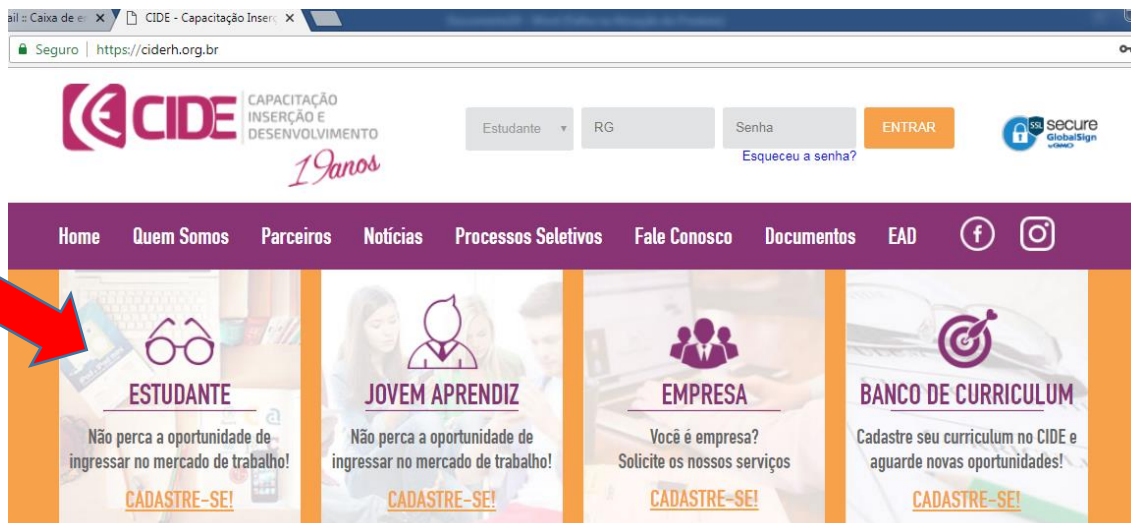 ail :: Caixa de e
CIDE - Capacitação Inserç
Seguro | https://ciderh.org.br
CIDE
CAPACITAÇÃO
INSERÇÃO E
DESENVOLVIMENTO
19anos
Estudante
RG
Senha
ENTRAR
Esqueceu a senha?
SSL
secure
GlobalSign
by GMO
Home Quem Somos Parceiros Notícias Processos Seletivos Fale Conosco Documentos EAD
ESTUDANTE
Não perca a oportunidade de
ingressar no mercado de trabalho!
CADASTRE-SE!
JOVEM APRENDIZ
Não perca a oportunidade de
ingressar no mercado de trabalho!
CADASTRE-SE!
EMPRESA
Você é empresa?
Solicite os nossos serviços
CADASTRE-SE!
BANCO DE CURRICULUM
Cadastre seu curriculum no CIDE e
aguarde novas oportunidades!
CADASTRE-SE!